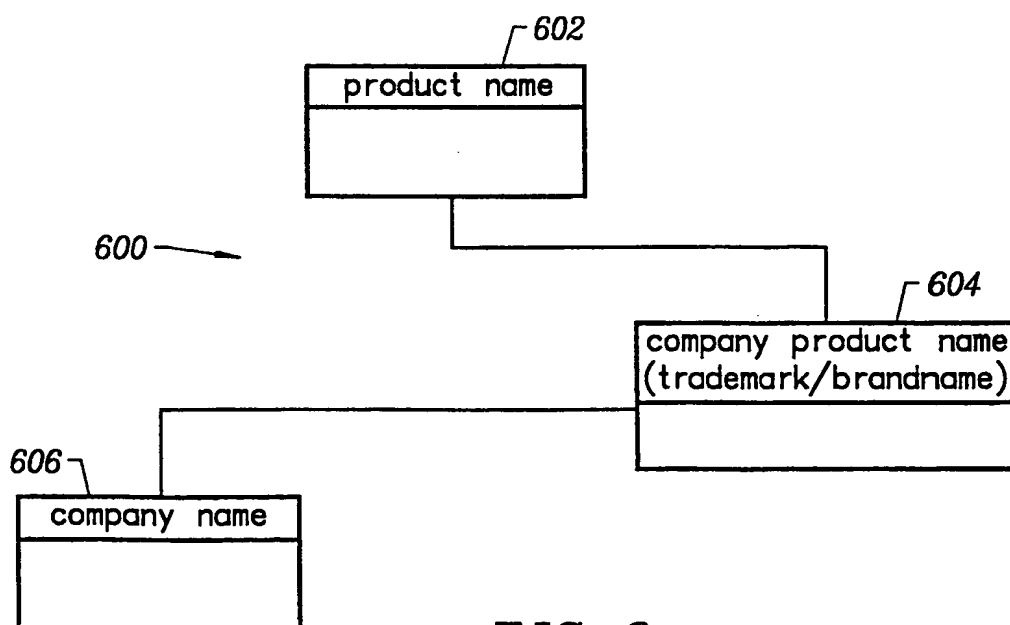 602
product name
600
604
company product name
(trademark/brandname)
606
company name